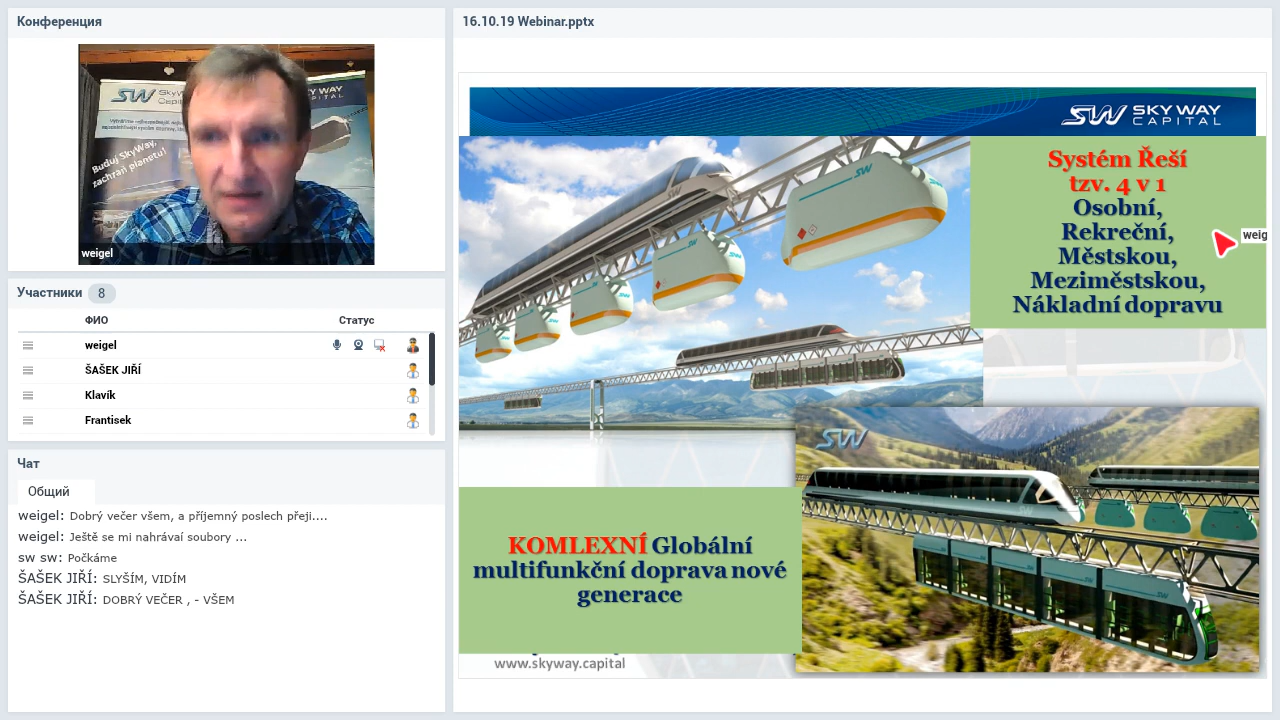 Конференция
SW
SkyWay
Capital
WAY
CAPITAL
Buduj SkyWay,
zachraň planetu!
weigel
Участники 8
ФИО Статус
weigel
ŠAŠEK JIŘÍ
Klavík
Frantisek
Чат
Общий
weigel: Dobrý večer všem, a příjemný poslech přeji....
weigel: Ještě se mi nahrávaí soubory ...
sw sw: Počkáme
ŠAŠEK JIŘÍ: SLYŠÍM, VIDÍM
ŠAŠEK JIŘÍ: DOBRÝ VEČER , - VŠEM
16.10.19 Webinar.pptx
SW SKY WAY
CAPITAL
Systém Řeší
tzv. 4 v 1
Osobní,
Rekreční,
Městskou,
Meziměstskou,
Nákladní dopravu
weig
SW
SW
SW
KOMLEXNÍ Globální
multifunkční doprava nové
generace
www.skyway.capital